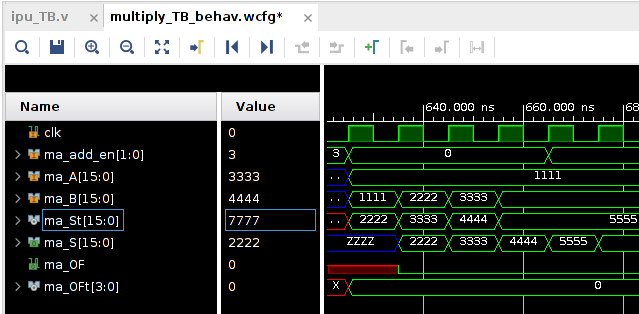 ipu_TB.v × multiply_TB_behav.wcfg* ×
Name Value
640.000 ns 660.000 ns 68
clk 0
ma_add_en[1:0] 3 3 0
ma_A[15:0] 3333 .. 1111
ma_B[15:0] 4444 .. 1111 2222 3333
ma_St[15:0] 7777 .. 2222 3333 4444 5555
ma_S[15:0] 2222 ZZZZ 2222 3333 4444 5555
ma_OF 0
ma_OFt[3:0] 0 X 0